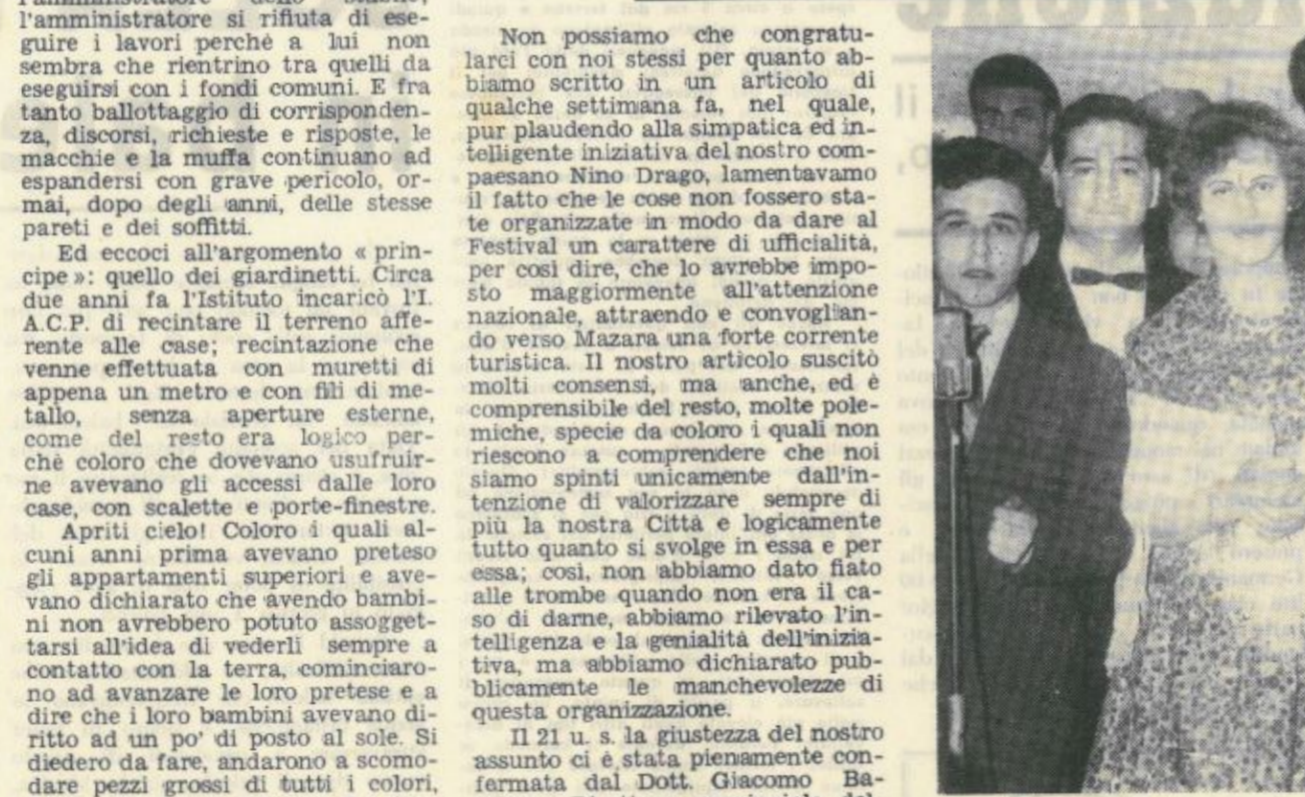 l'amministratore si rifiuta di ese-
guire i lavori perchè a lui non
sembra che rientrino tra quelli da
eseguirsi con i fondi comuni. E fra
tanto ballottaggio di corrisponden-
za, discorsi, richieste e risposte, le
macchie e la muffa continuano ad
espandersi con grave pericolo, or-
mai, dopo degli anni, delle stesse
pareti e dei soffitti.
Ed eccoci all'argomento « prin-
cipe »: quello dei giardinetti. Circa
due anni fa l'Istituto incaricò l'I.
A.C.P. di recintare il terreno affe-
rente alle case; recintazione che
venne effettuata con muretti di
appena un metro e con fili di me-
tallo, senza aperture esterne,
come del resto era logico per-
chè coloro che dovevano usufruir-
ne avevano gli accessi dalle loro
case, con scalette e porte-finestre.
Apriti cielo! Coloro i quali al-
cuni anni prima avevano preteso
gli appartamenti superiori e ave-
vano dichiarato che avendo bambi-
ni non avrebbero potuto assogget-
tarsi all'idea di vederli sempre a
contatto con la terra, cominciaro-
no ad avanzare le loro pretese e a
dire che i loro bambini avevano di-
ritto ad un po' di posto al sole. Si
diedero da fare, andarono a scomo-
dare pezzi grossi di tutti i colori,
Non possiamo che congratu-
larci con noi stessi per quanto ab-
biamo scritto in un articolo di
qualche settimana fa, nel quale,
pur plaudendo alla simpatica ed in-
telligente iniziativa del nostro com-
paesano Nino Drago, lamentavamo
il fatto che le cose non fossero sta-
te organizzate in modo da dare al
Festival un carattere di ufficialità,
per così dire, che lo avrebbe impo-
sto maggiormente all'attenzione
nazionale, attraendo e convoglian-
do verso Mazara una forte corrente
turistica. Il nostro articolo suscitò
molti consensi, ma anche, ed è
comprensibile del resto, molte pole-
miche, specie da coloro i quali non
riescono a comprendere che noi
siamo spinti unicamente dall'in-
tenzione di valorizzare sempre di
più la nostra Città e logicamente
tutto quanto si svolge in essa e per
essa; così, non abbiamo dato fiato
alle trombe quando non era il ca-
so di darne, abbiamo rilevato l'in-
telligenza e la genialità dell'inizia-
tiva, ma abbiamo dichiarato pub-
blicamente le manchevolezze di
questa organizzazione.
Il 21 u. s. la giustezza del nostro
assunto ci è stata pienamente con-
fermata dal Dott. Giacomo Ba-